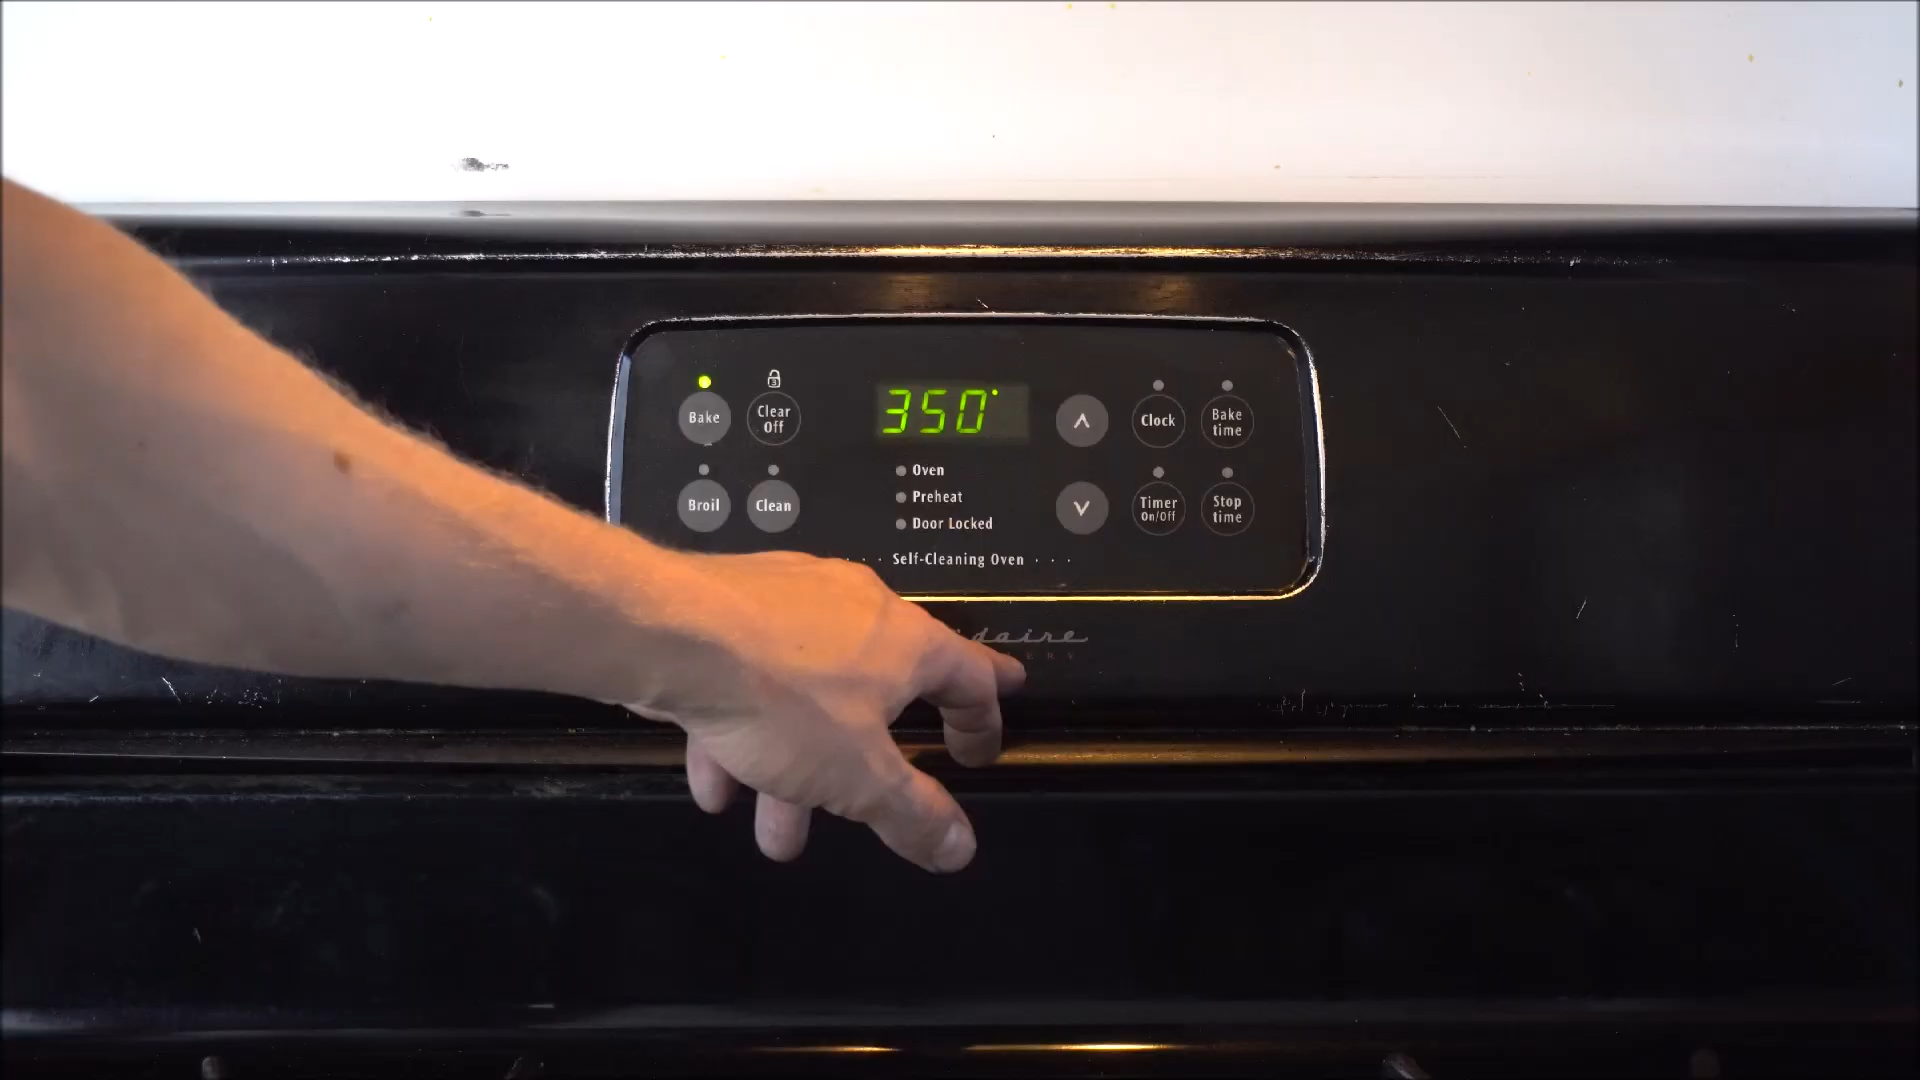 Bake
Clear
Off
3
350°
Clock
Bake
time
Oven
Preheat
Door Locked
Broil
Clean
Timer
On/Off
Stop
time
· · Self-Cleaning Oven · · ·